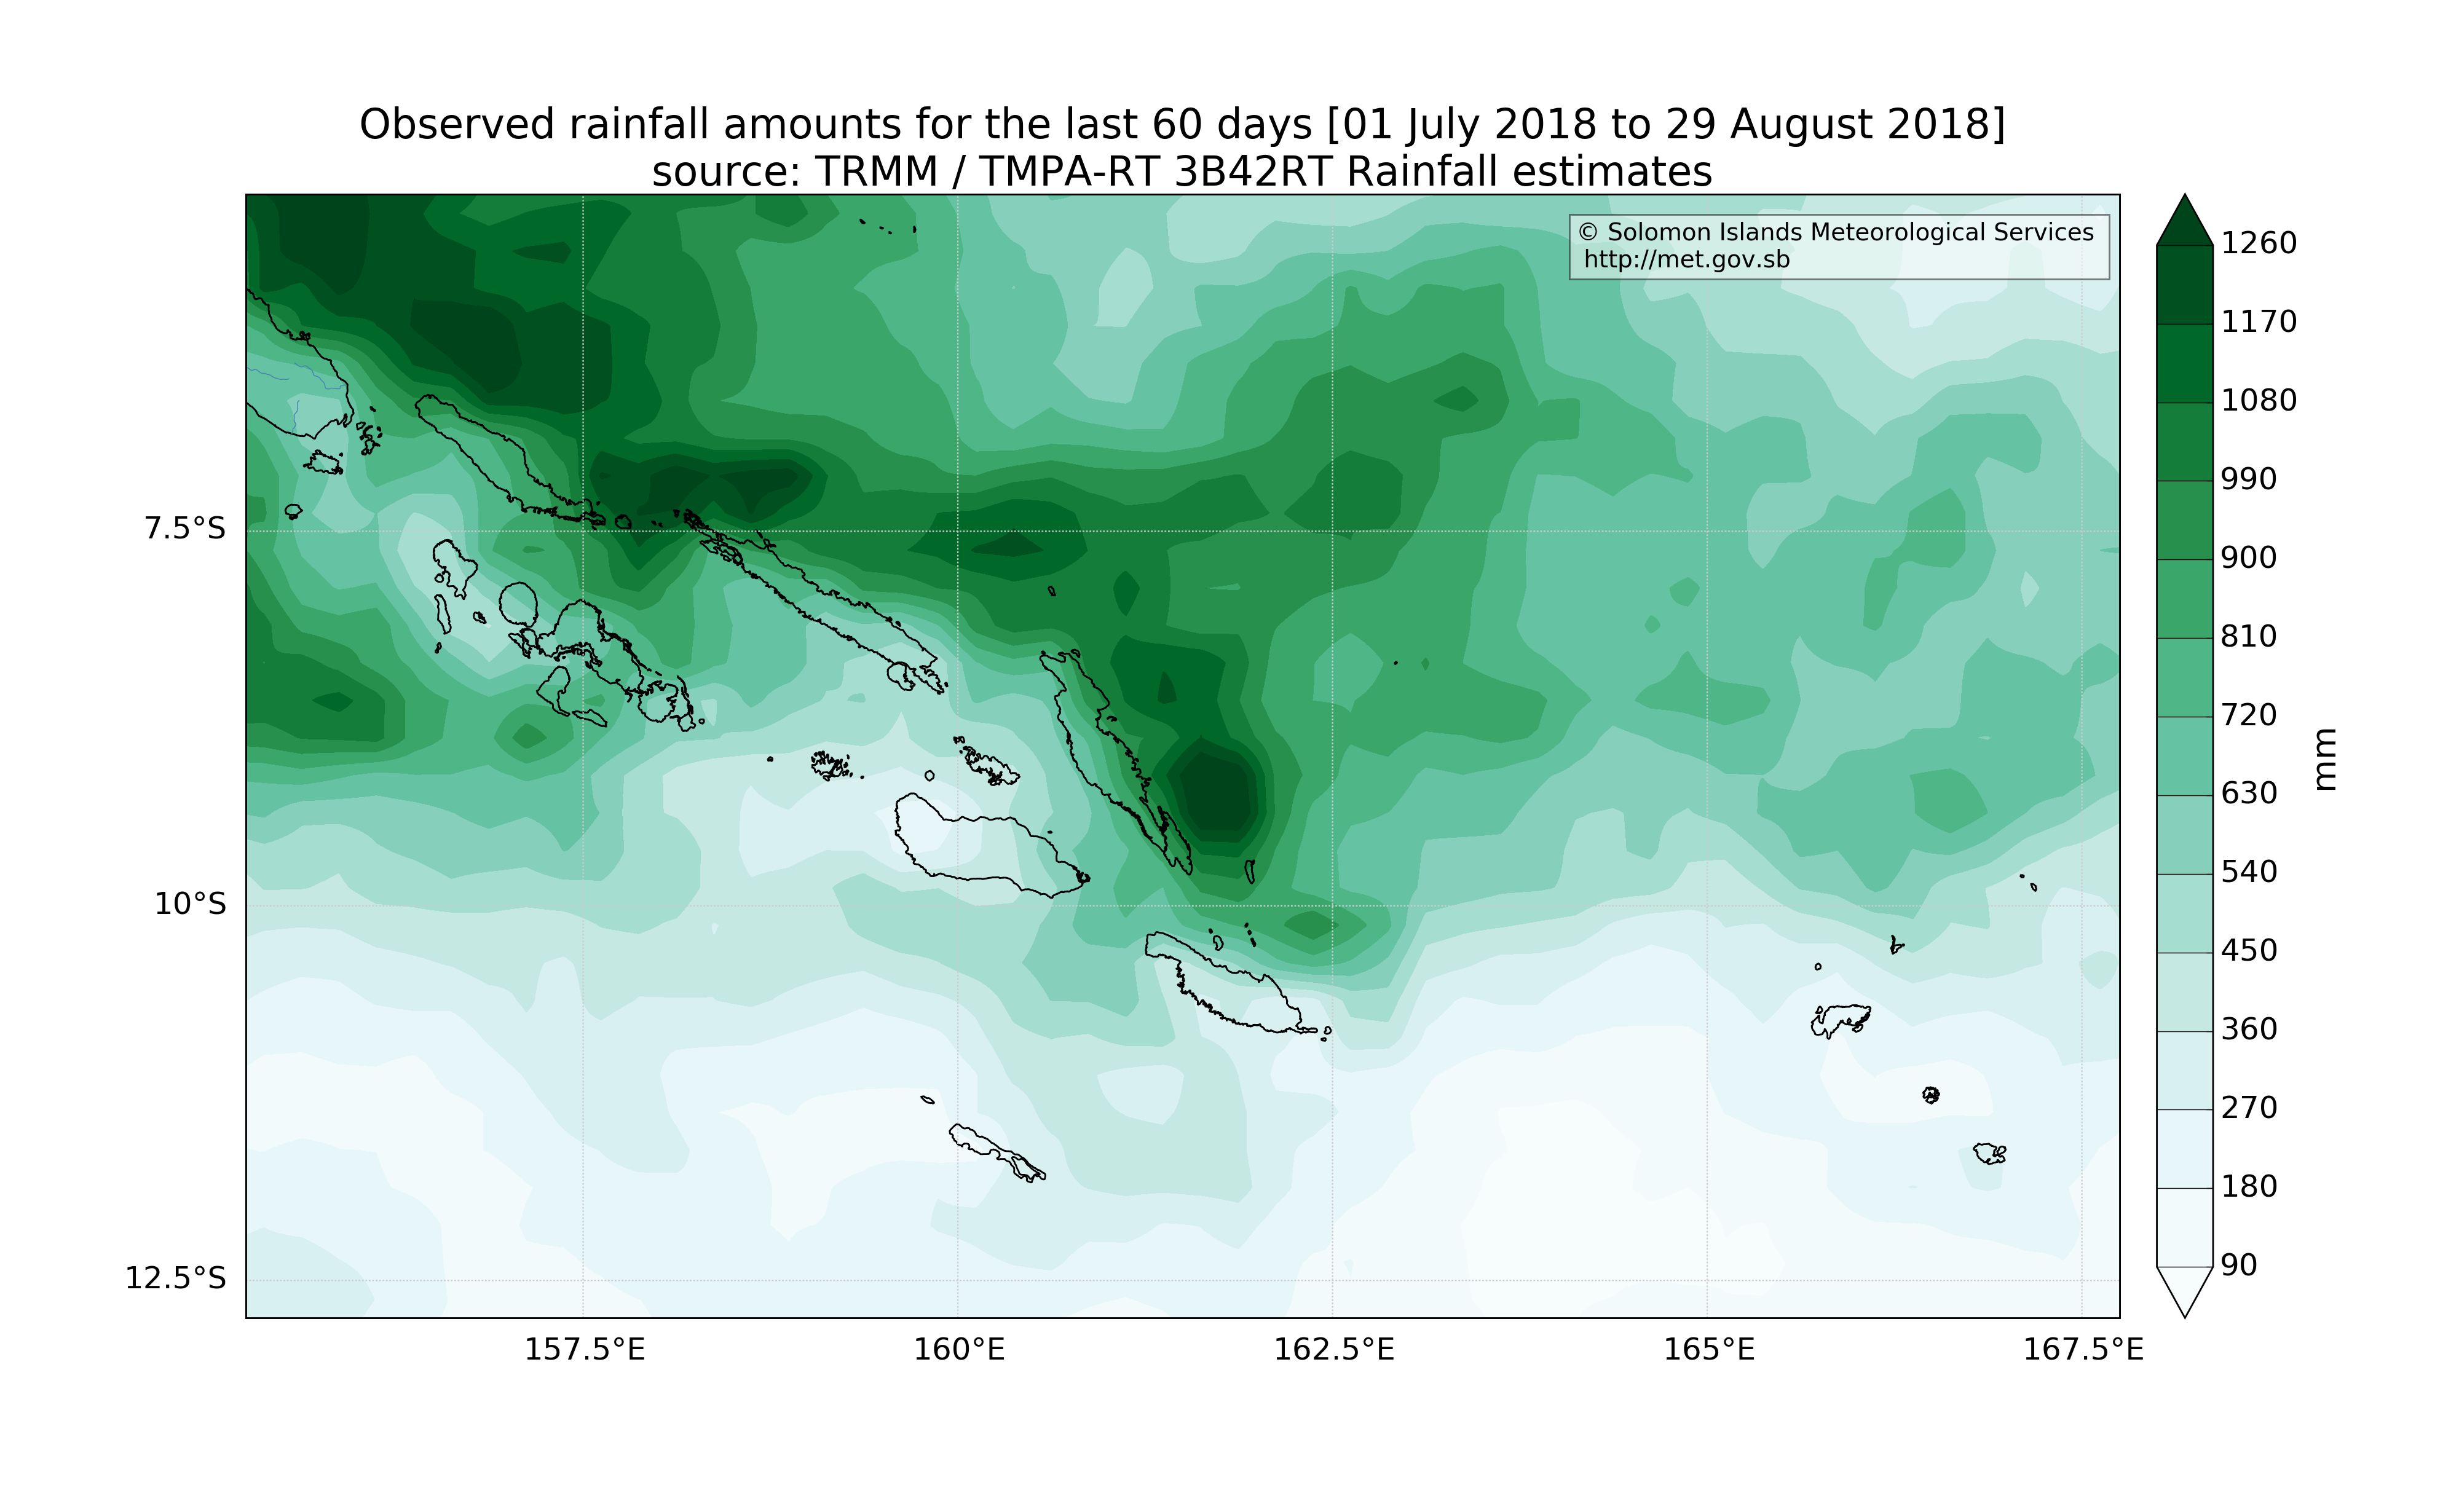 Observed rainfall amounts for the last 60 days [01 July 2018 to 29 August 2018]
source: TRMM / TMPA-RT 3B42RT Rainfall estimates
© Solomon Islands Meteorological Services
http://met.gov.sb
1260
1170
1080
990
900
810
720
630
540
450
360
270
180
90
mm
7.5°S
10°S
12.5°S
157.5°E
160°E
162.5°E
165°E
167.5°E